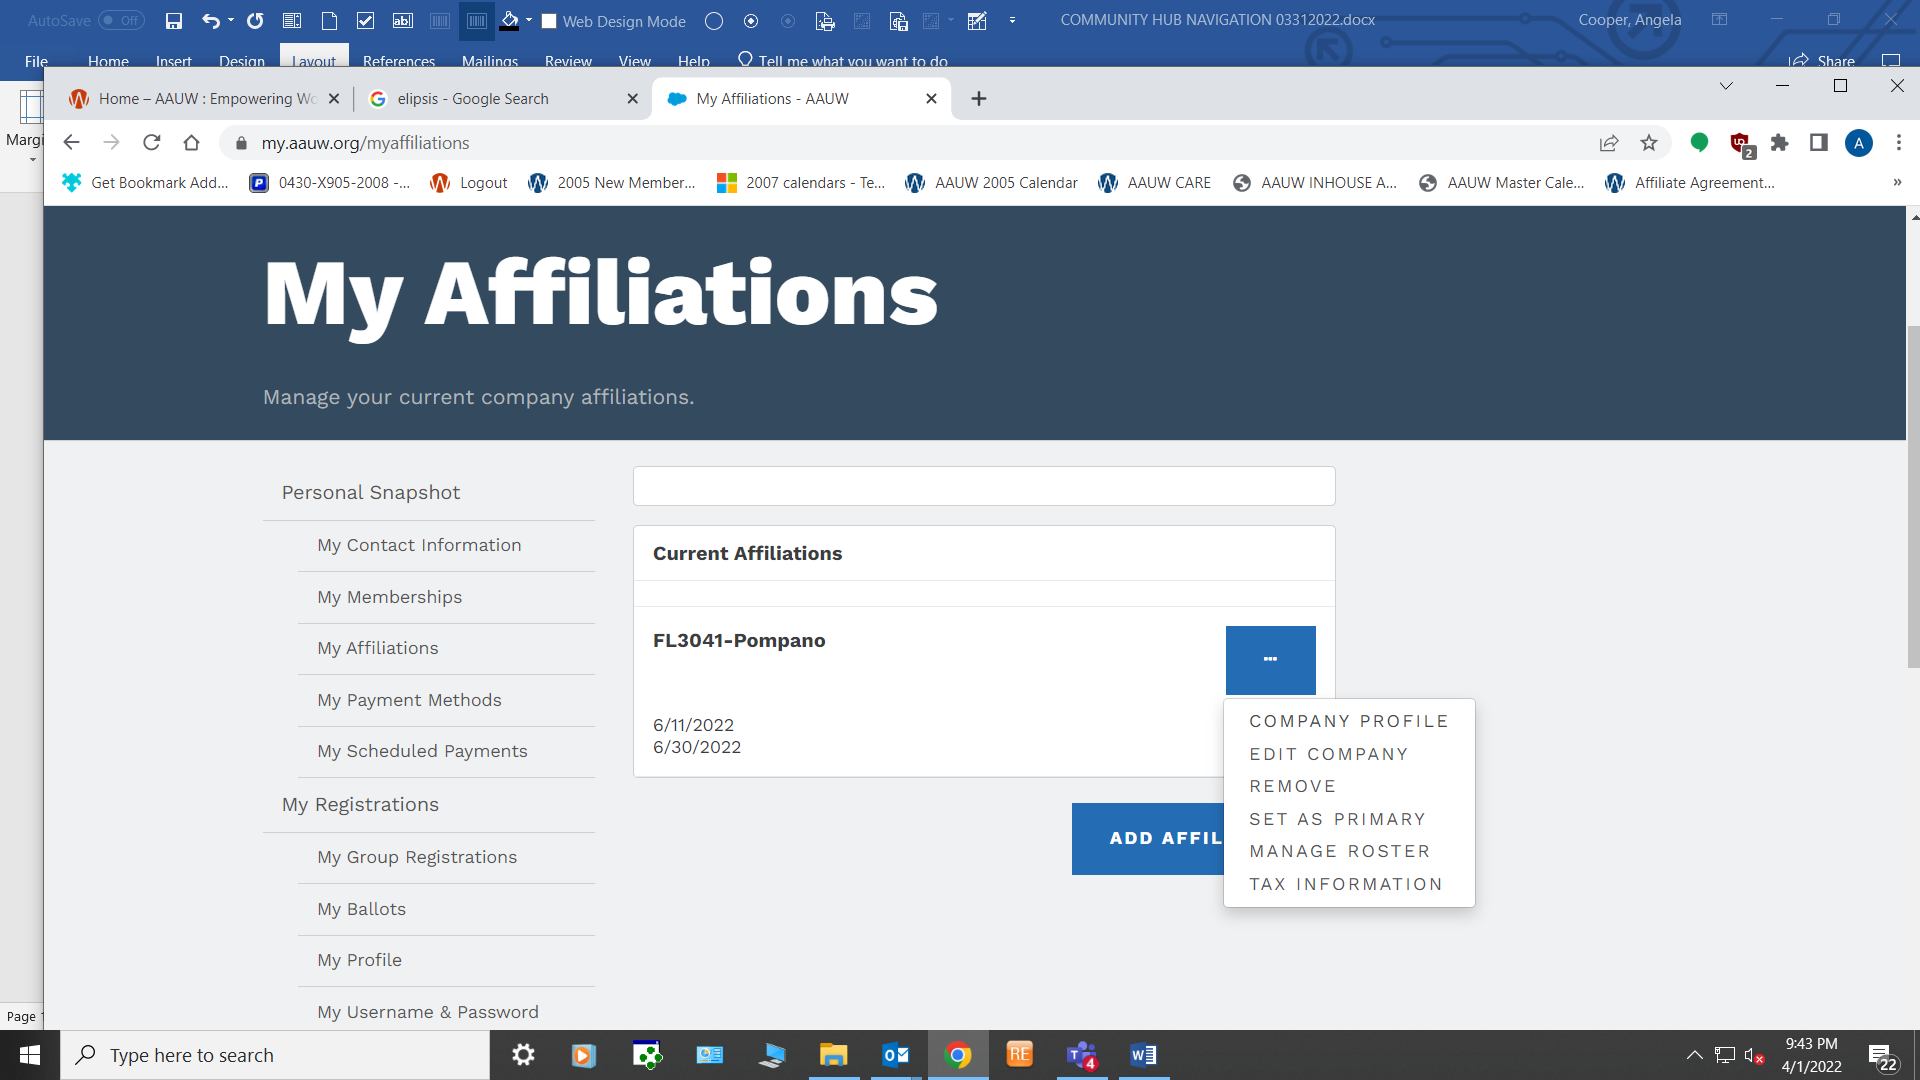 AutoSave Off
Web Design Mode
COMMUNITY HUB NAVIGATION 03312022.docx
Cooper, Angela
File Home Insert Design Layout References Mailings Review View Help Tell me what you want to do Share
Home – AAUW : Empowering Wo
elipsis - Google Search
My Affiliations - AAUW
Margi
my.aauw.org/myaffiliations
2
A
Get Bookmark Add... 0430-X905-2008 -... Logout 2005 New Member... 2007 calendars - Te... AAUW 2005 Calendar AAUW CARE AAUW INHOUSE A... AAUW Master Cale... Affiliate Agreement... »
My Affiliations
Manage your current company affiliations.
Personal Snapshot
My Contact Information
My Memberships
My Affiliations
My Payment Methods
My Scheduled Payments
My Registrations
My Group Registrations
My Ballots
My Profile
My Username & Password
Current Affiliations
FL3041-Pompano
6/11/2022
6/30/2022
COMPANY PROFILE
EDIT COMPANY
REMOVE
SET AS PRIMARY
MANAGE ROSTER
TAX INFORMATION
ADD AFFIL
Page 1
Type here to search
RE
4
9:43 PM
4/1/2022
22